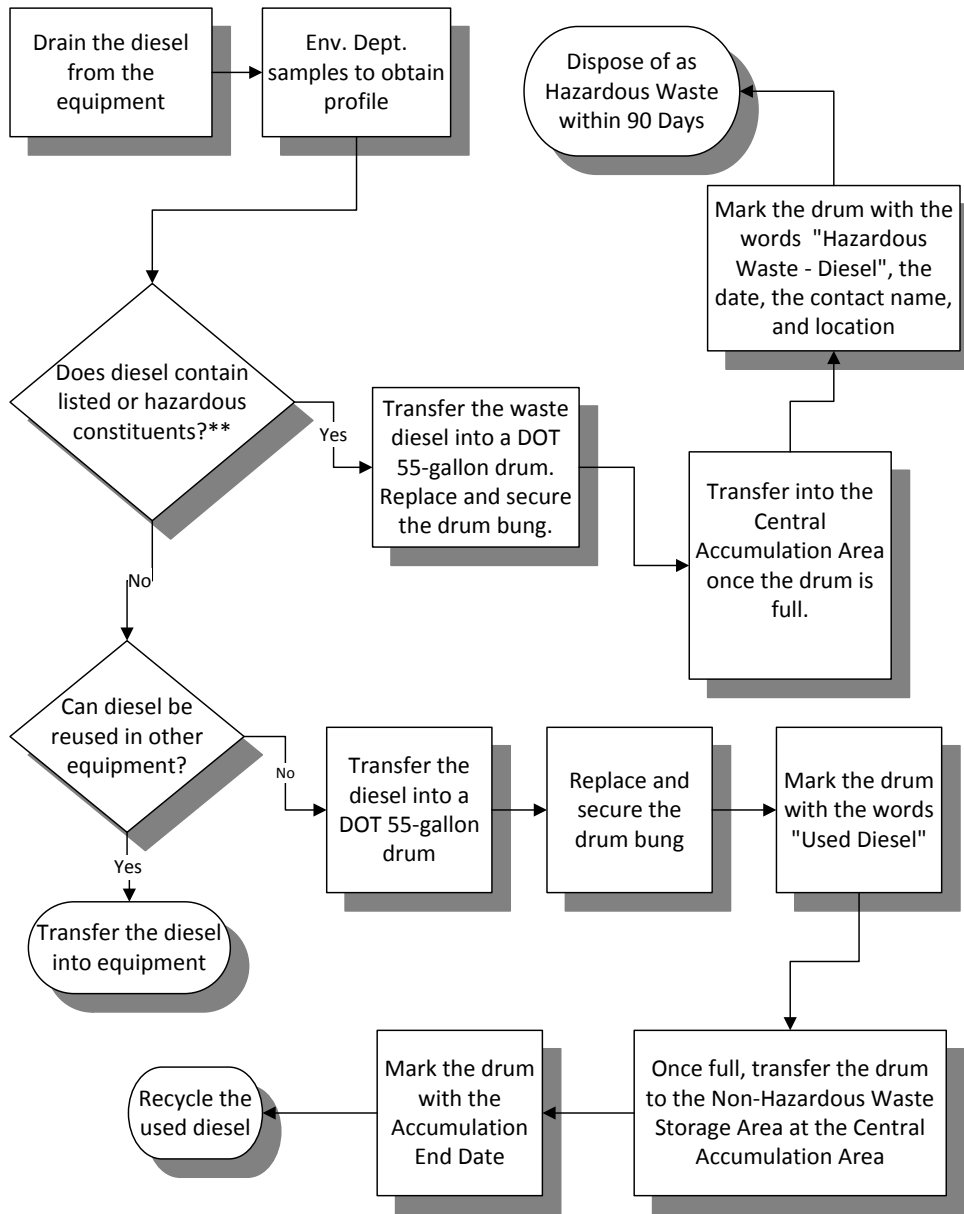 Drain the diesel
from the
equipment
Env. Dept.
samples to obtain
profile
Dispose of as
Hazardous Waste
within 90 Days
Mark the drum with the
words "Hazardous
Waste - Diesel", the
date, the contact name,
and location
Does diesel contain
listed or hazardous
constituents?**
Yes
Transfer the waste
diesel into a DOT
55-gallon drum.
Replace and secure
the drum bung.
Transfer into the
Central
Accumulation Area
once the drum is
full.
No
Can diesel be
reused in other
equipment?
No
Transfer the
diesel into a
DOT 55-gallon
drum
Replace and
secure the
drum bung
Mark the drum
with the words
"Used Diesel"
Yes
Transfer the diesel
into equipment
Once full, transfer the drum
to the Non-Hazardous Waste
Storage Area at the Central
Accumulation Area
Mark the drum
with the
Accumulation
End Date
Recycle the
used diesel